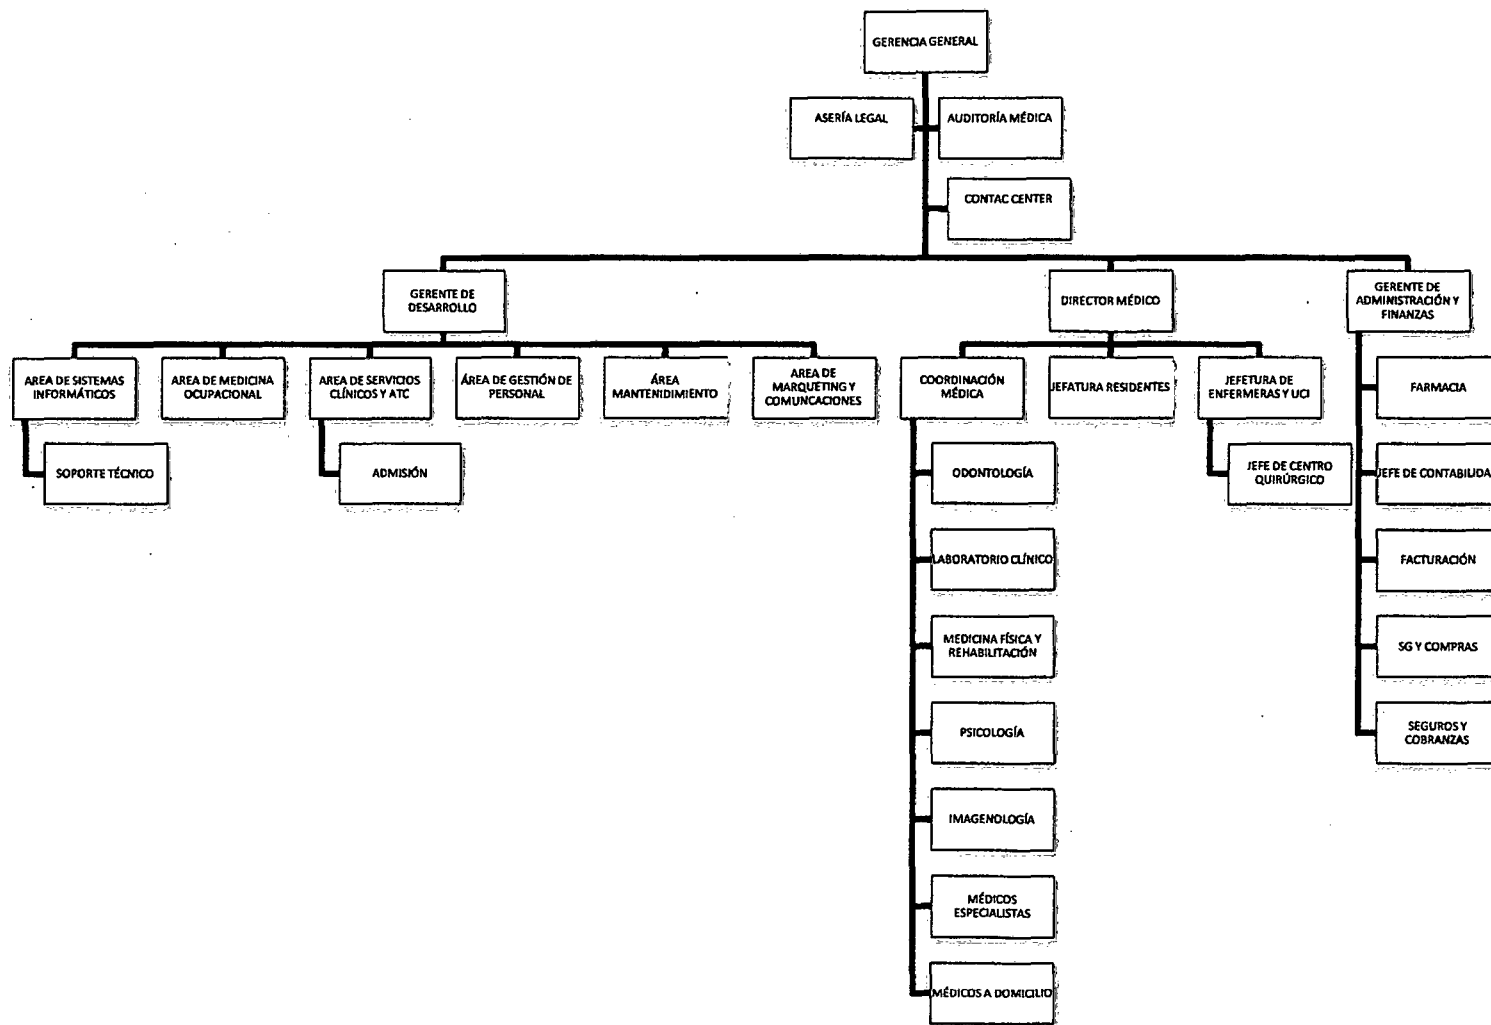 GERENCIA GENERAL
ASERÍA LEGAL
AUDITORÍA MÉDICA
CONTAC CENTER
GERENTE DE
DESARROLLO
DIRECTOR MÉDICO
GERENTE DE
ADMINISTRACIÓN Y
FINANZAS
AREA DE SISTEMAS
INFORMÁTICOS
AREA DE MEDICINA
OCUPACIONAL
AREA DE SERVICIOS
CLÍNICOS Y ATC
ÁREA DE GESTIÓN DE
PERSONAL
ÁREA
MANTENIDIMIENTO
AREA DE
MARQUETING Y
COMUNCACIONES
COORDINACIÓN
MÉDICA
JEFATURA RESIDENTES
JEFETURA DE
ENFERMERAS Y UCI
FARMACIA
SOPORTE TÉCNICO
ADMISIÓN
ODONTOLOGÍA
JEFE DE CENTRO
QUIRÚRGICO
JEFE DE CONTABILIDA
LABORATORIO CLÍNICO
FACTURACIÓN
MEDICINA FÍSICA Y
REHABILITACIÓN
SG Y COMPRAS
PSICOLOGÍA
SEGUROS Y
COBRANZAS
IMAGENOLOGÍA
MÉDICOS
ESPECIALISTAS
MÉDICOS A DOMICILIO